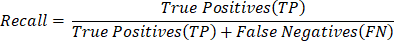 Recall = True Positives(TP) / True Positives(TP) + False Negatives(FN)